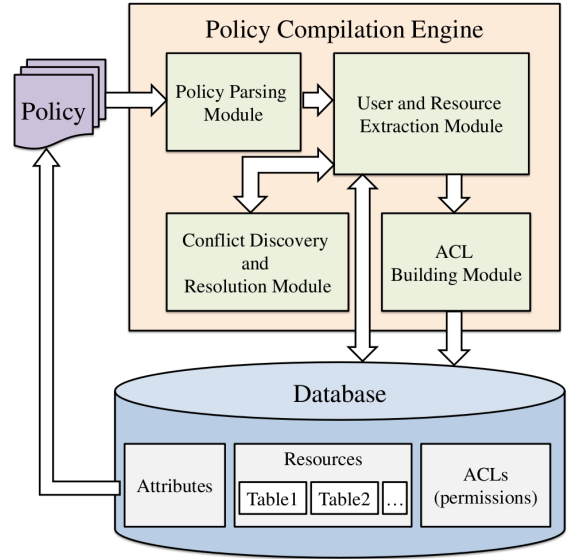 Policy Compilation Engine
Policy
Policy Parsing
Module
User and Resource
Extraction Module
Conflict Discovery
and
Resolution Module
ACL
Building Module
Database
Attributes
Resources
Table1
Table2
...
ACLs
(permissions)